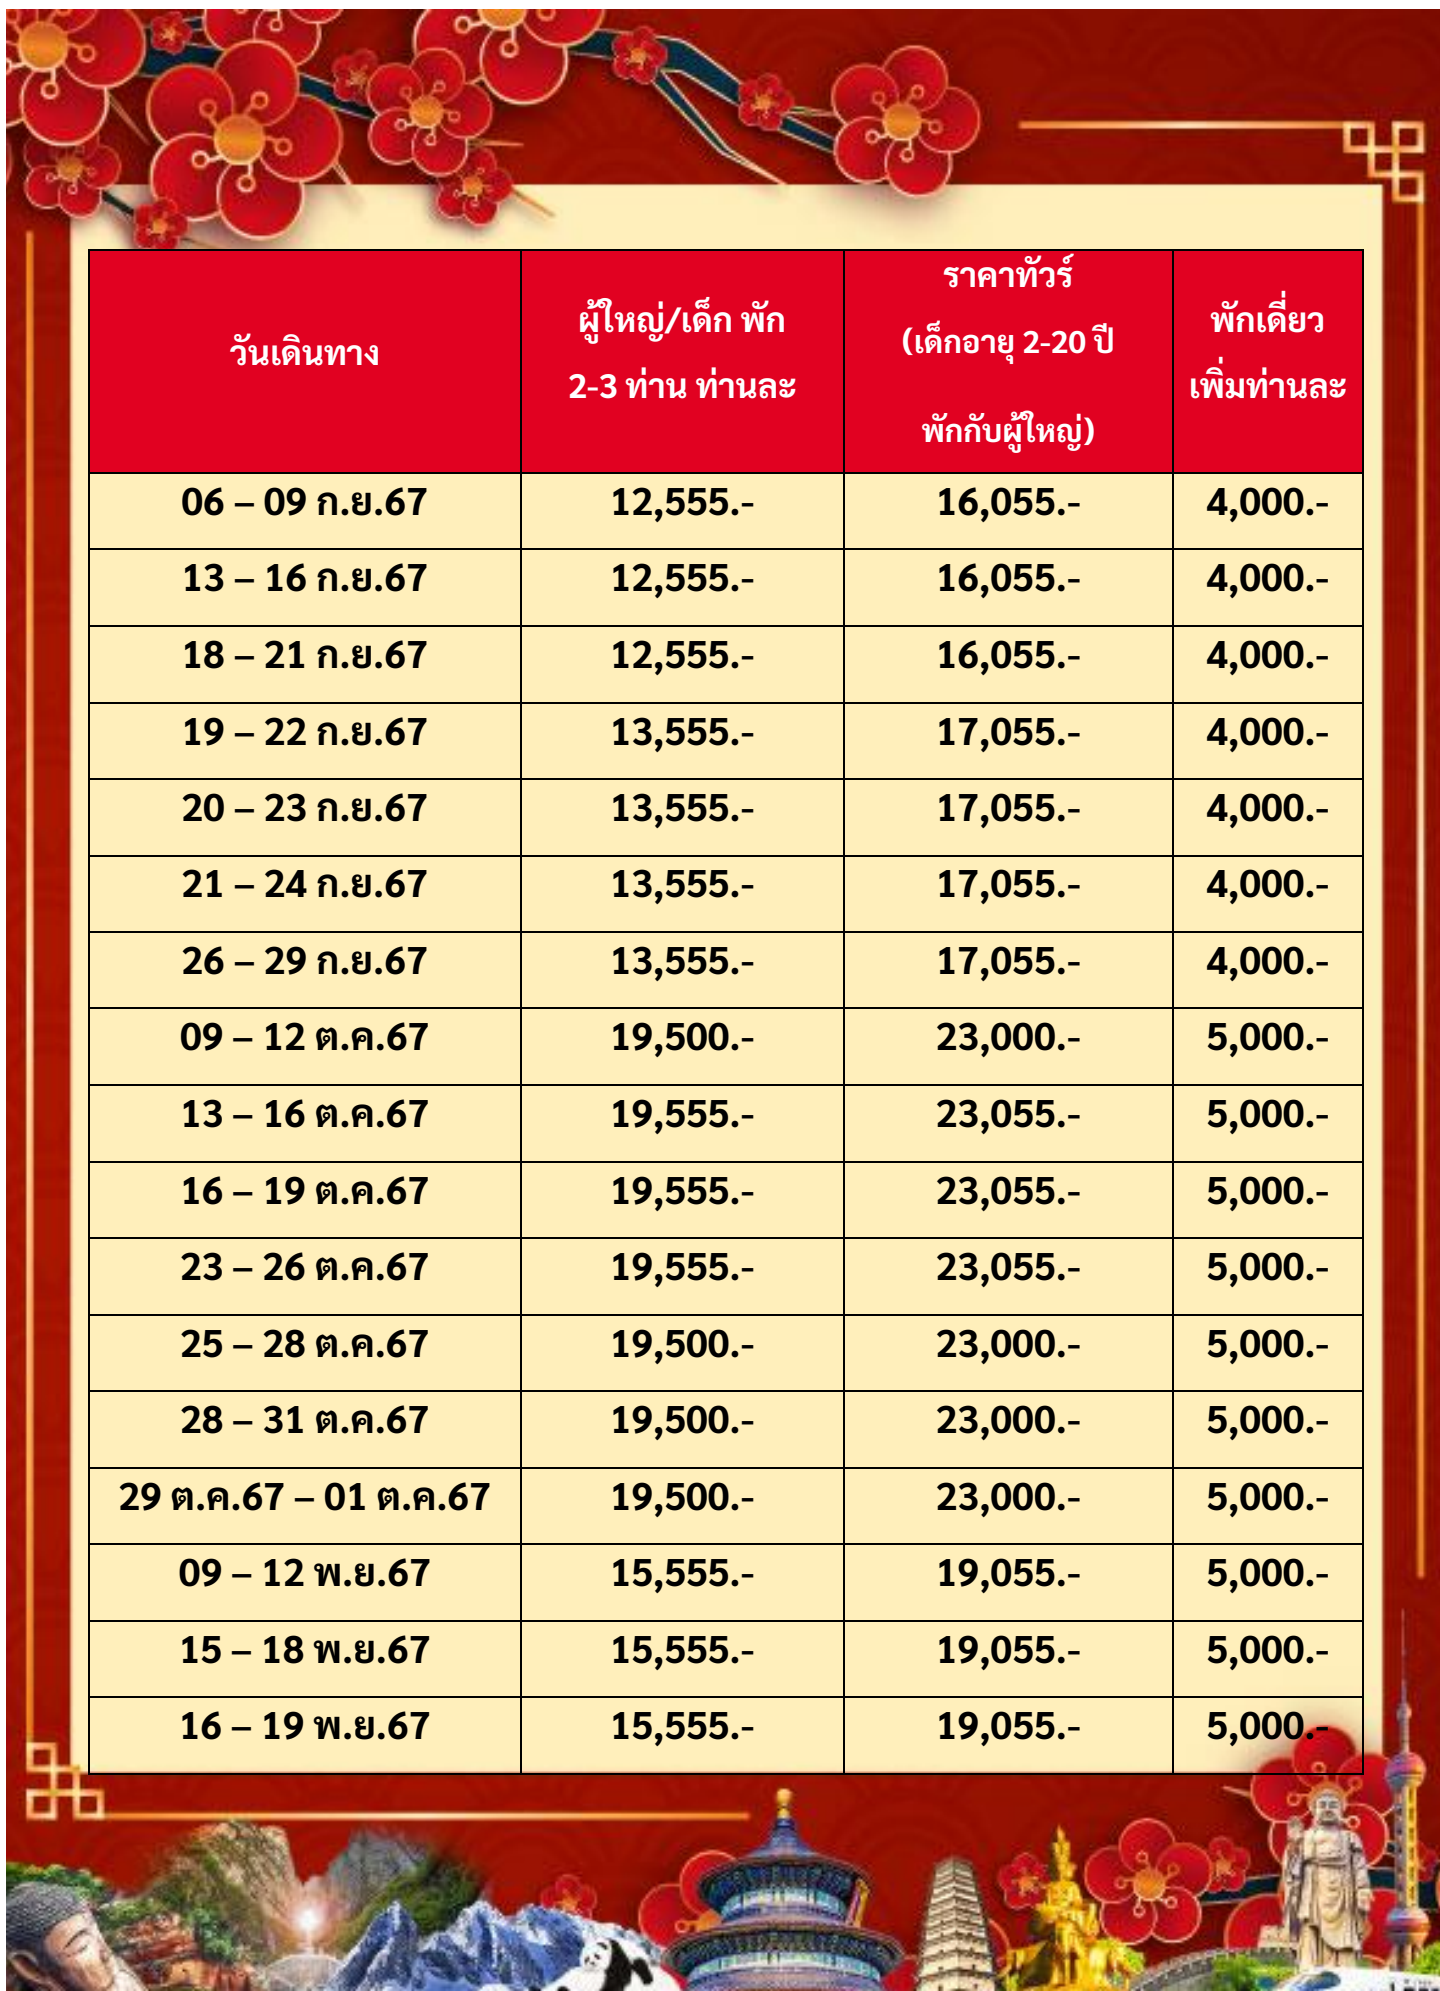 วันเดินทาง
ผู้ใหญ่/เด็ก พัก
2-3 ท่าน ท่านละ
ราคาทัวร์
(เด็กอายุ 2-20 ปี
พักกับผู้ใหญ่)
พักเดี่ยว
เพิ่มท่านละ
06 – 09 ก.ย.67 12,555.- 16,055.- 4,000.-
13 – 16 ก.ย.67 12,555.- 16,055.- 4,000.-
18 – 21 ก.ย.67 12,555.- 16,055.- 4,000.-
19 – 22 ก.ย.67 13,555.- 17,055.- 4,000.-
20 – 23 ก.ย.67 13,555.- 17,055.- 4,000.-
21 – 24 ก.ย.67 13,555.- 17,055.- 4,000.-
26 – 29 ก.ย.67 13,555.- 17,055.- 4,000.-
09 – 12 ต.ค.67 19,500.- 23,000.- 5,000.-
13 – 16 ต.ค.67 19,555.- 23,055.- 5,000.-
16 – 19 ต.ค.67 19,555.- 23,055.- 5,000.-
23 – 26 ต.ค.67 19,555.- 23,055.- 5,000.-
25 – 28 ต.ค.67 19,500.- 23,000.- 5,000.-
28 – 31 ต.ค.67 19,500.- 23,000.- 5,000.-
29 ต.ค.67 – 01 ต.ค.67 19,500.- 23,000.- 5,000.-
09 – 12 พ.ย.67 15,555.- 19,055.- 5,000.-
15 – 18 พ.ย.67 15,555.- 19,055.- 5,000.-
16 – 19 พ.ย.67 15,555.- 19,055.- 5,000.-